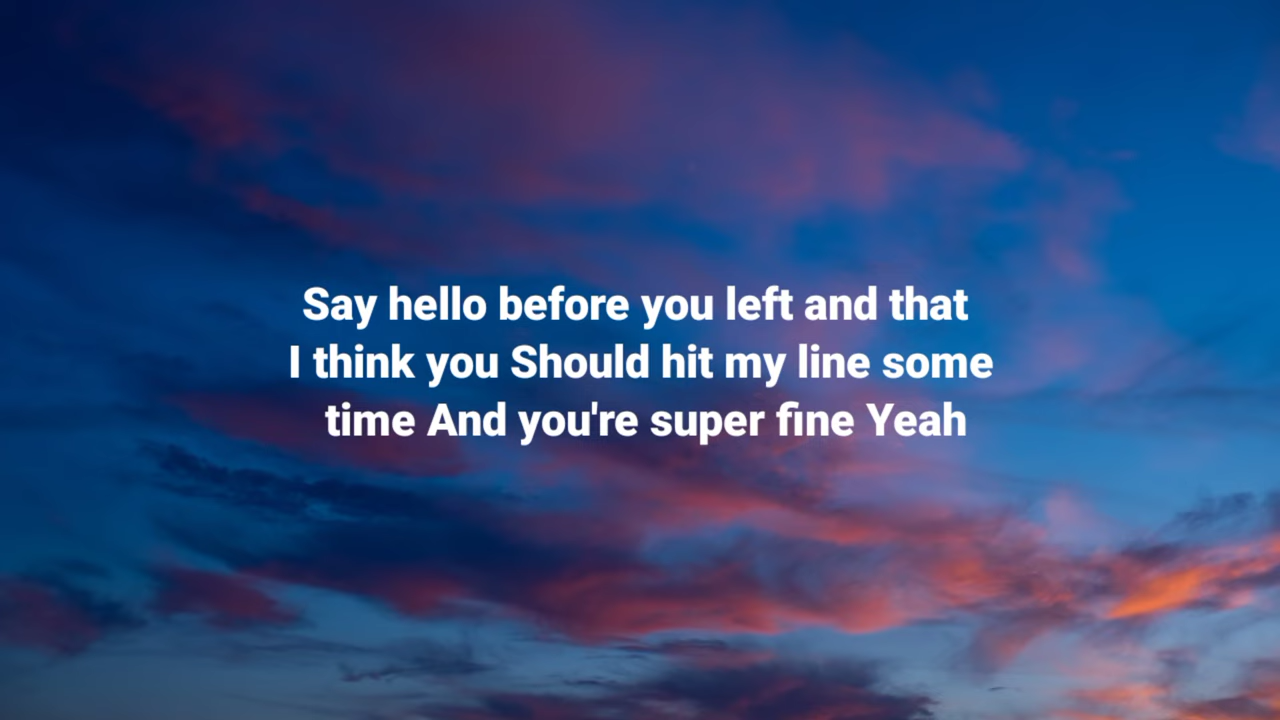 Say hello before you left and that
I think you Should hit my line some
time And you're super fine Yeah